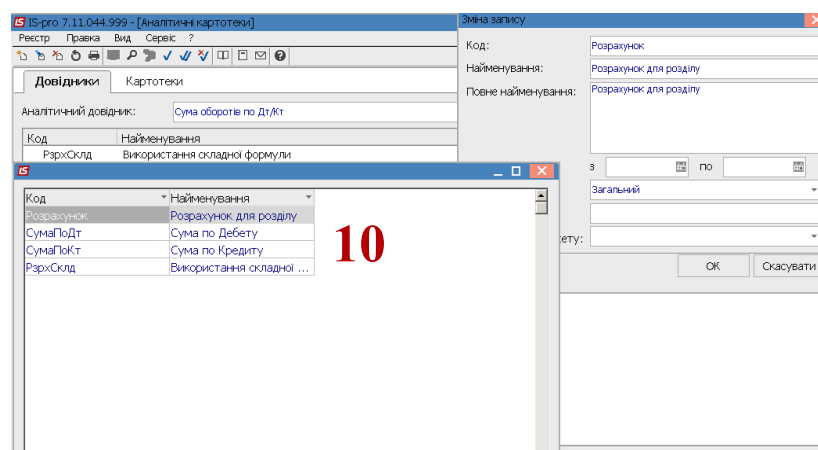 IS-pro 7.11.044.999 - [Аналітичні картотеки]
Реєстр Правка Вид Сервіс ?
Довідники Картотеки
Аналітичний довідник: Сума оборотів по Дт/Кт
Код Найменування
РзрхСклд Використання складної формули
Зміна запису
Код: Розрахунок
Найменування: Розрахунок для розділу
Повне найменування: Розрахунок для розділу
з по
Загальний
ету:
ОК Скасувати
Код Найменування
Розрахунок Розрахунок для розділу
СумаПоДт Сума по Дебету
СумаПоКт Сума по Кредиту
РзрхСклд Використання складної ...
10